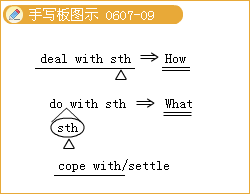 手写板图示 0607-09
deal with sth ⇒ How
do with sth ⇒ What
sth
cope with/settle